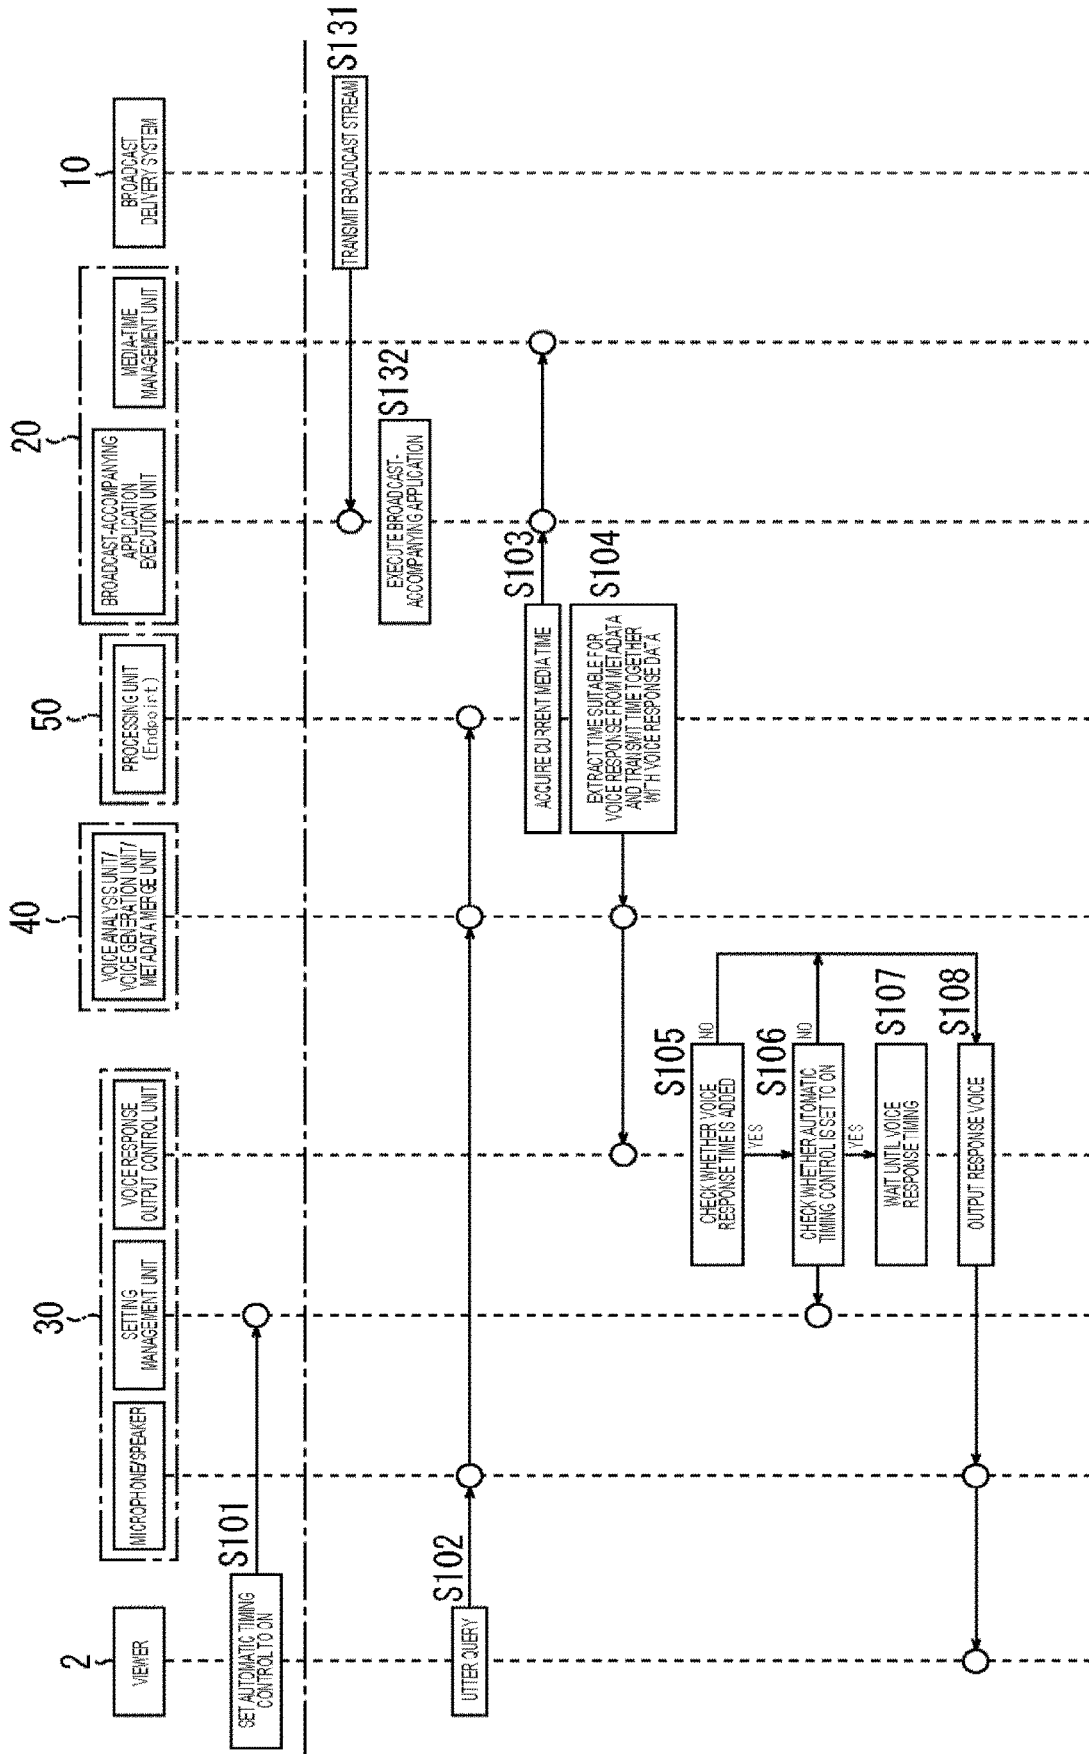 2
VIEWER
30
MICROPHONE/SPEAKER
SETTING
MANAGEMENT UNIT
VOICE RESPONSE
OUTPUT CONTROL UNIT
40
VOICE ANALYSIS UNIT/
VOICE GENERATION UNIT/
METADATA MERGE UNIT
50
PROCESSING UNIT
(Endpoint)
20
BROADCAST-ACCOMPANYING
APPLICATION
EXECUTION UNIT
MEDIA-TIME
MANAGEMENT UNIT
10
BROADCAST
DELIVERY SYSTEM
SET AUTOMATIC TIMING
CONTROL TO ON
S101
TRANSMIT BROADCAST STREAM
S131
EXECUTE BROADCAST-
ACCOMPANYING APPLICATION
S132
UTTER QUERY
S102
ACQUIRE CURRENT MEDIA TIME
S103
EXTRACT TIME SUITABLE FOR
VOICE RESPONSE FROM METADATA
AND TRANSMIT TIME TOGETHER
WITH VOICE RESPONSE DATA
S104
CHECK WHETHER VOICE
RESPONSE TIME IS ADDED
S105
NO
YES
CHECK WHETHER AUTOMATIC
TIMING CONTROL IS SET TO ON
S106
NO
YES
WAIT UNTIL VOICE
RESPONSE TIMING
S107
OUTPUT RESPONSE VOICE
S108